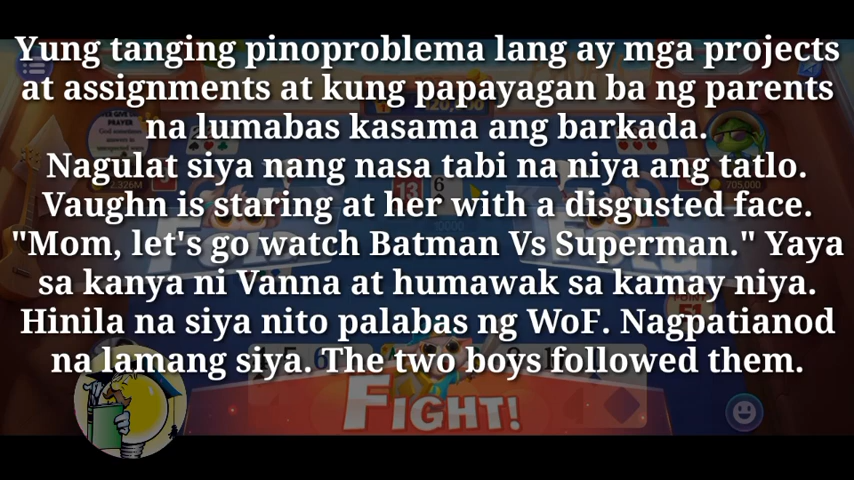 Yung tanging pinoproblema lang ay mga projects
at assignments at kung papayagan ba ng parents
na lumabas kasama ang barkada.
Nagulat siya nang nasa tabi na niya ang tatlo.
Vaughn is staring at her with a disgusted face.
"Mom, let's go watch Batman Vs Superman." Yaya
sa kanya ni Vanna at humawak sa kamay niya.
Hinila na siya nito palabas ng WoF. Nagpatianod
na lamang siya. The two boys followed them.
FIGHT!